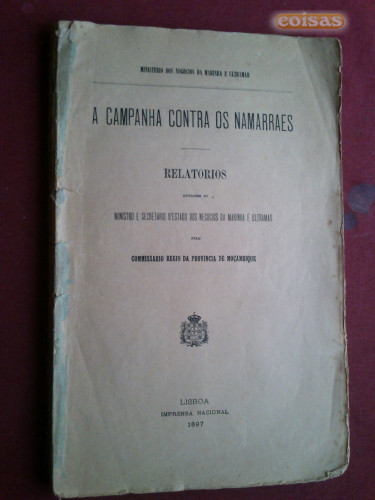 coisas
MINISTERIO DOS NEGOCIOS DA MARINHA E ULTRAMAR
A CAMPANHA CONTRA OS NAMARRAES
RELATORIOS
MINISTRO E SECRETARIO D'ESTADO DOS NEGOCIOS DA MARINHA E ULTRAMAR
PELO
COMMISSARIO REGIO DA PROVINCIA DE MOÇAMBIQUE
LISBOA
IMPRENSA NACIONAL
1897